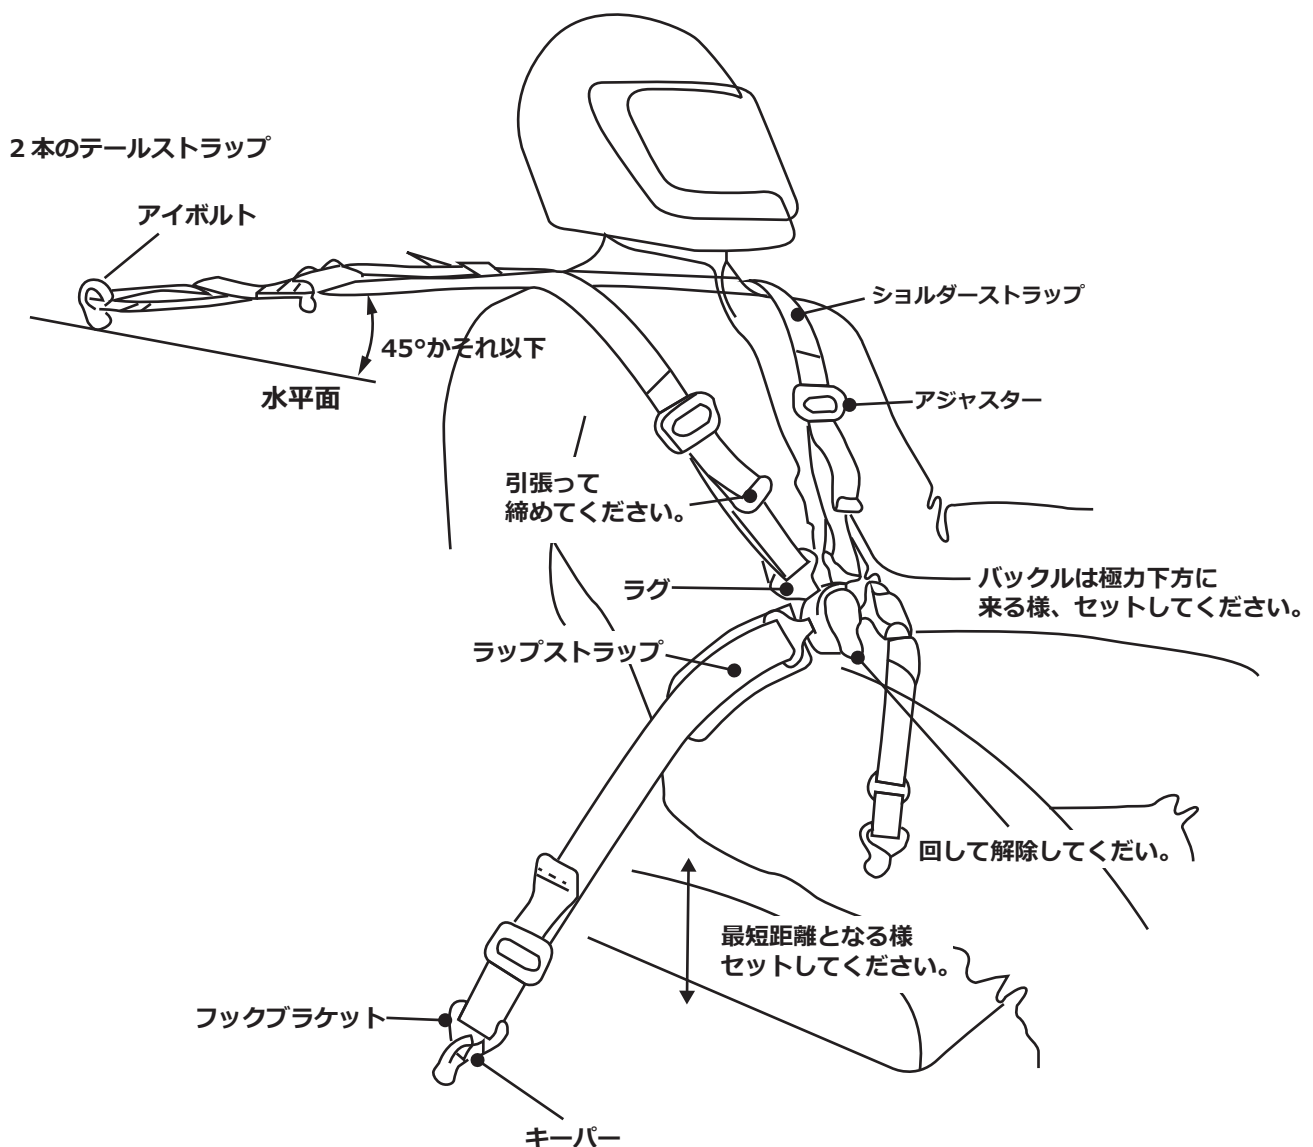 2本のテールストラップ
アイボルト
ショルダーストラップ
45°かそれ以下
水平面
アジャスター
引張って
締めてください。
バックルは極力下方に
来る様、セットしてください。
ラグ
ラップストラップ
回して解除してくだい。
最短距離となる様
セットしてください。
フックブラケット
キーパー